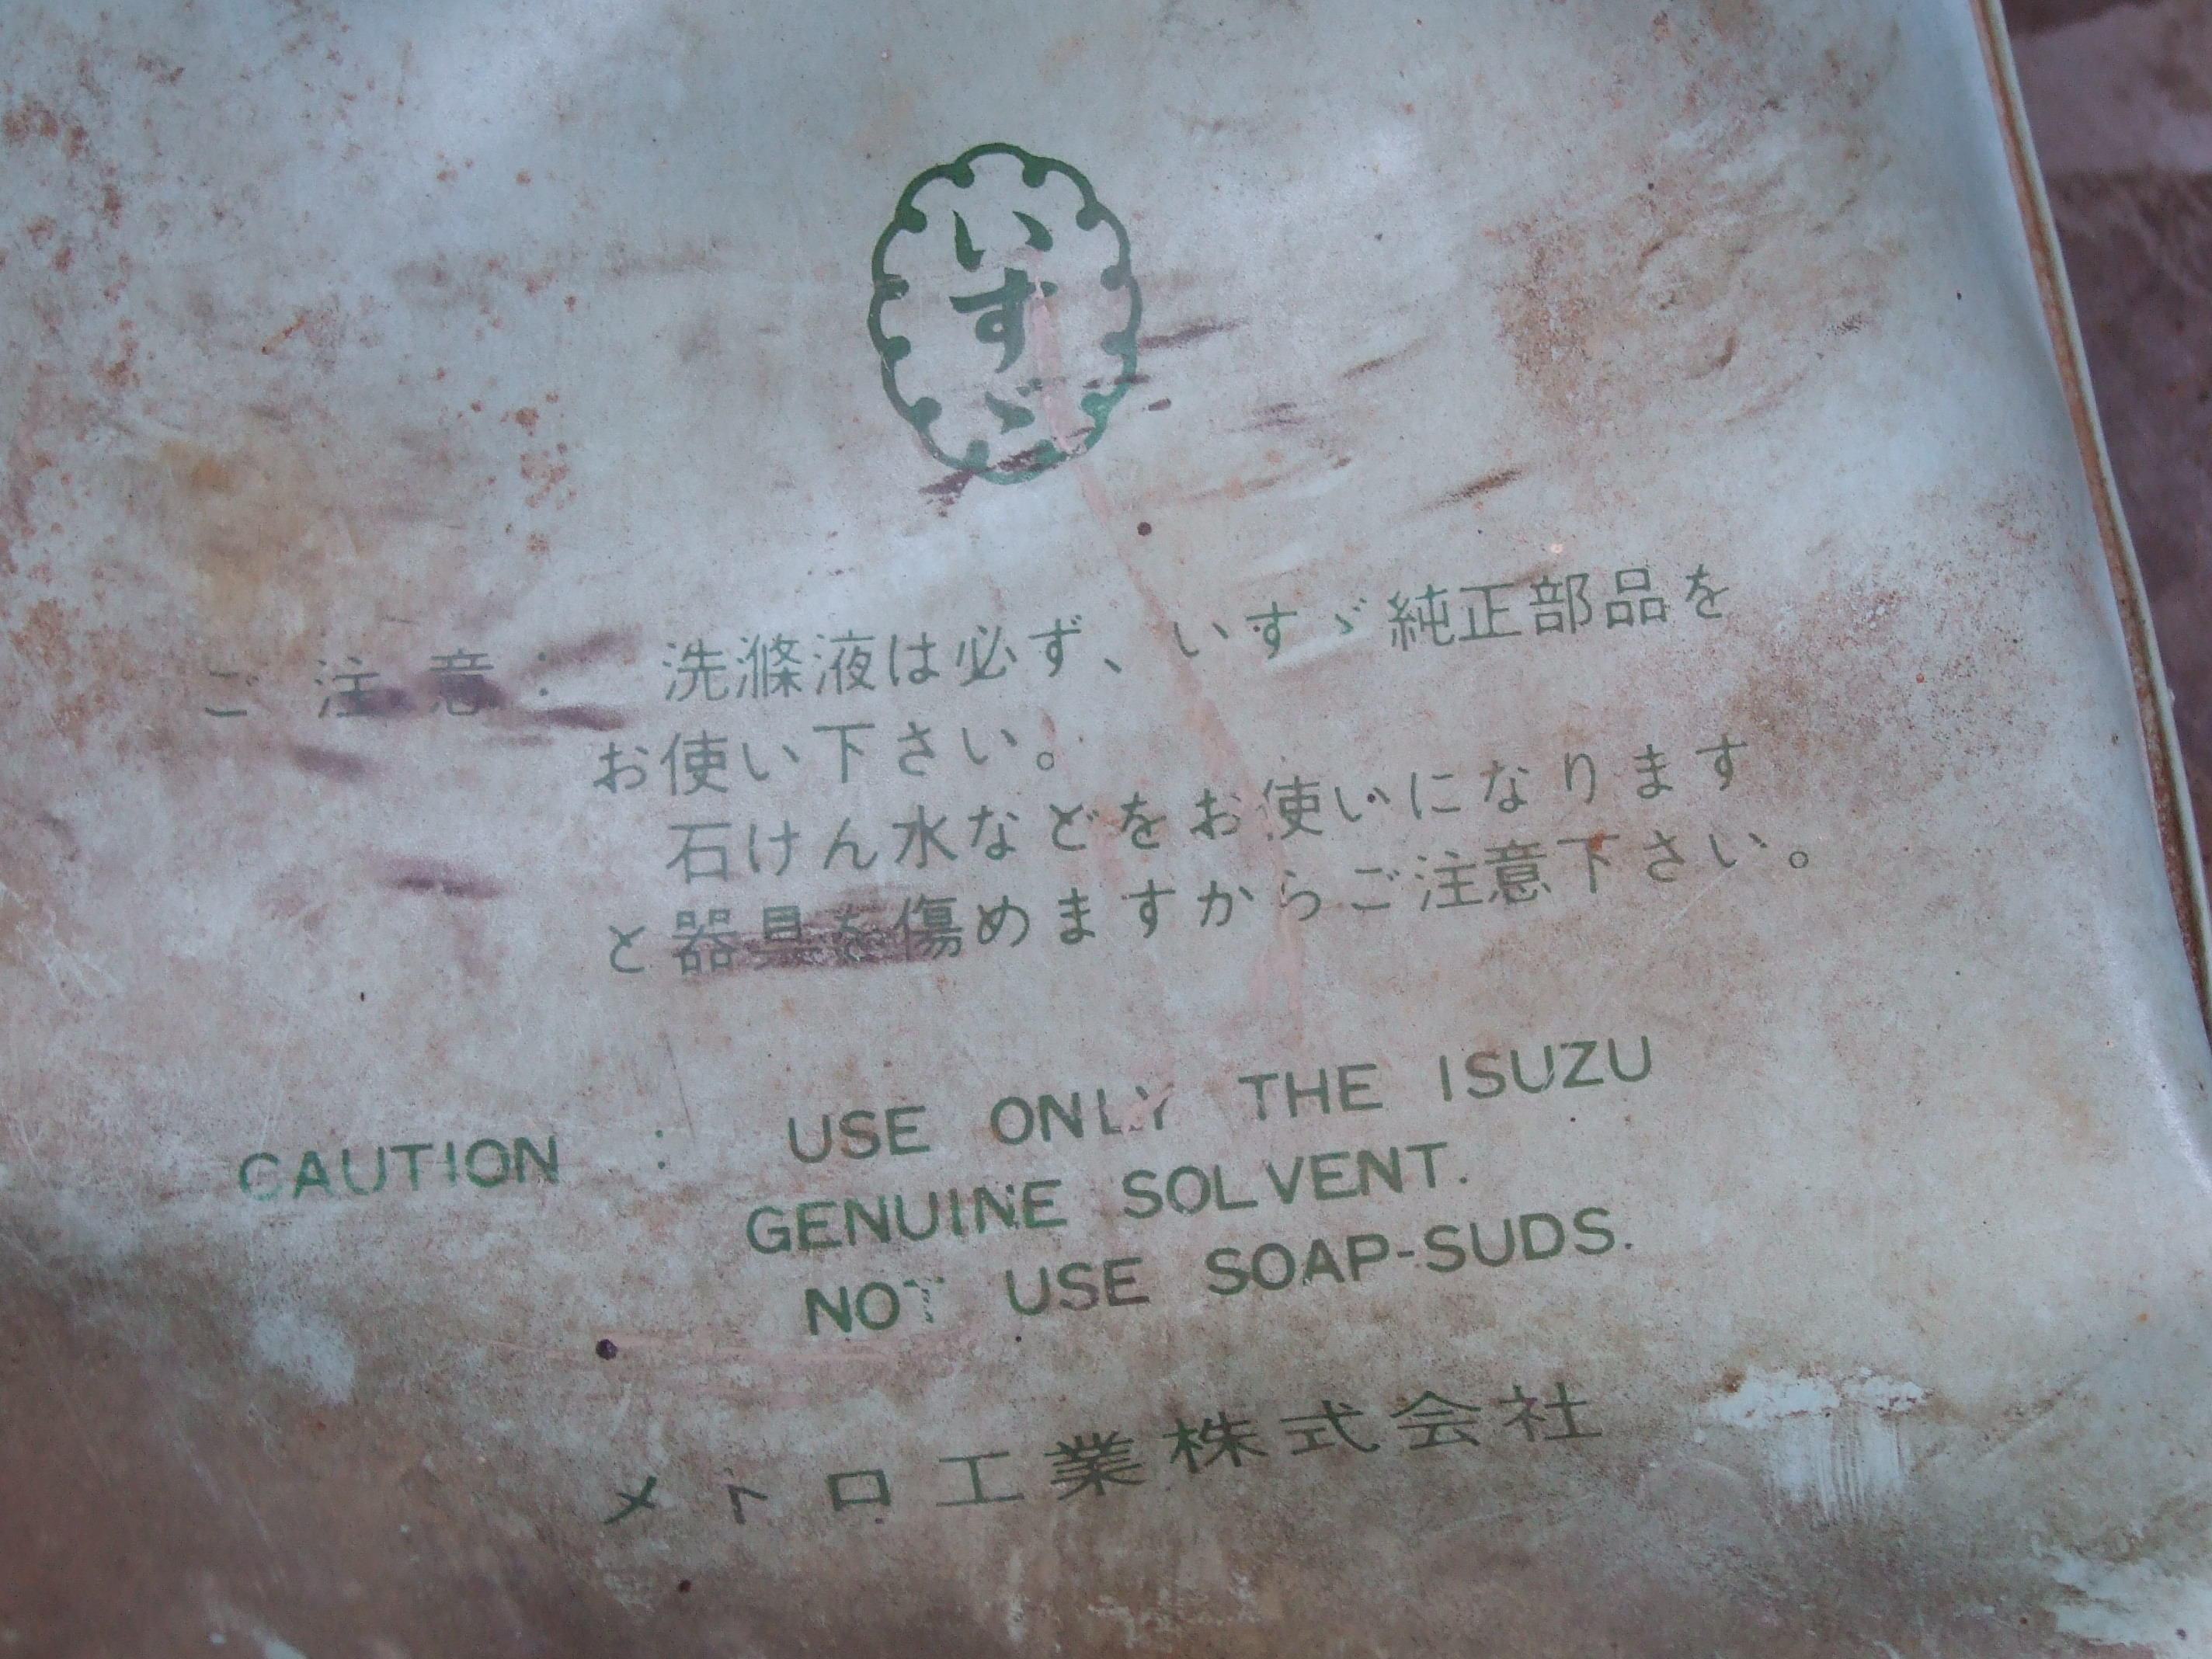 いすゞ
ご注意： 洗滌液は必ず、いすゞ純正部品を
お使い下さい。
石けん水などをお使いになります
と器具を傷めますからご注意下さい。
CAUTION : USE ONLY THE ISUZU
GENUINE SOLVENT.
NOT USE SOAP-SUDS.
メトロ工業株式会社